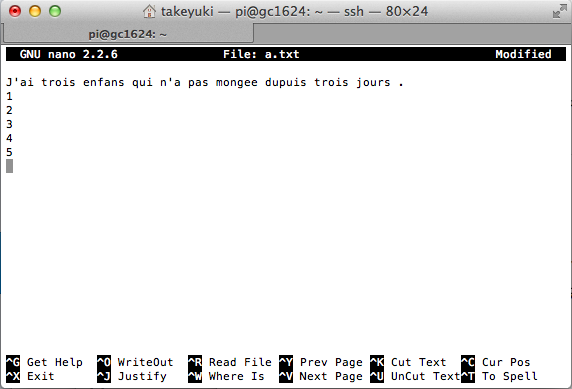 takeyuki — pi@gc1624: ~ — ssh — 80×24
pi@gc1624: ~
GNU nano 2.2.6 File: a.txt Modified
J'ai trois enfans qui n'a pas mongee dupuis trois jours .
1
2
3
4
5
^G Get Help ^O WriteOut ^R Read File ^Y Prev Page ^K Cut Text ^C Cur Pos
^X Exit ^J Justify ^W Where Is ^V Next Page ^U UnCut Text ^T To Spell